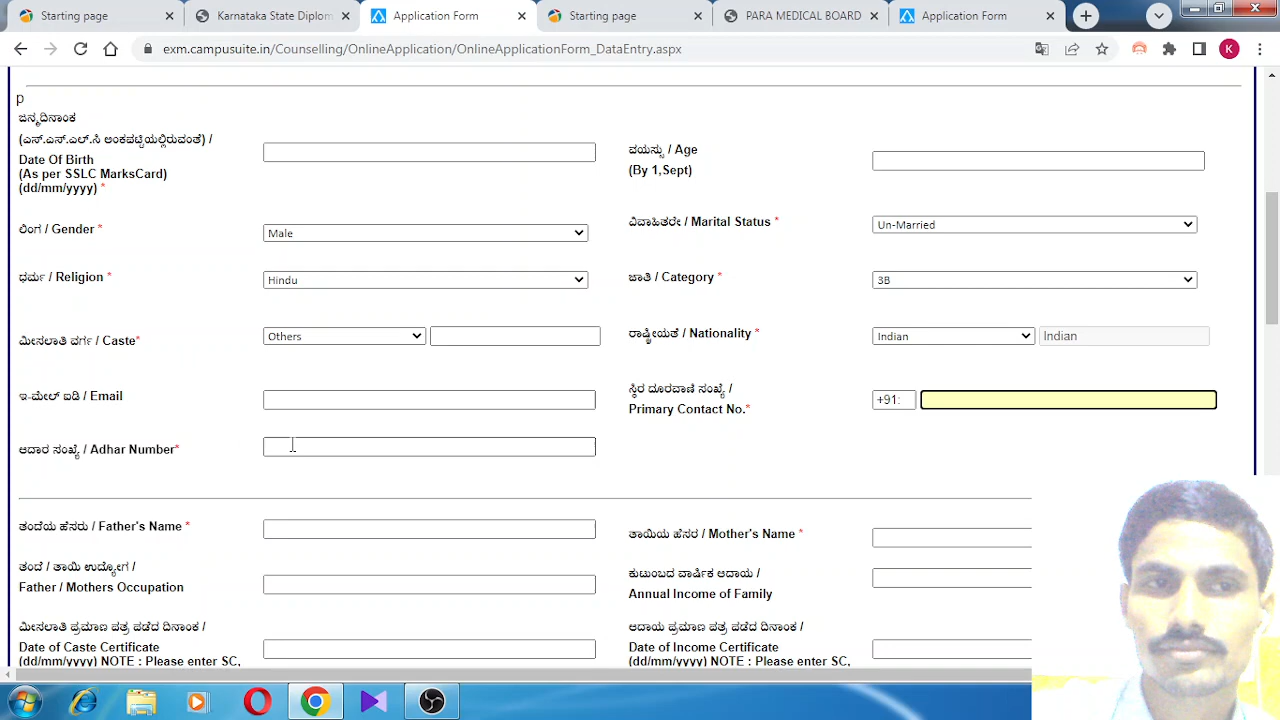 Starting page
Karnataka State Diplom
Application Form
Starting page
PARA MEDICAL BOARD
Application Form
exm.campusuite.in/Counselling/OnlineApplication/OnlineApplicationForm_DataEntry.aspx
K
p
ಜನ್ಮದಿನಾಂಕ
(ಎಸ್.ಎಸ್.ಎಲ್.ಸಿ ಅಂಕಪಟ್ಟಿಯಲ್ಲಿರುವಂತೆ) /
Date Of Birth
(As per SSLC MarksCard)
(dd/mm/yyyy) *
ವಯಸ್ಸು / Age
(By 1,Sept)
ಲಿಂಗ / Gender *
Male
ವಿವಾಹಿತರೇ / Marital Status *
Un-Married
ಧರ್ಮ / Religion *
Hindu
ಜಾತಿ / Category *
3B
ಮೀಸಲಾತಿ ವರ್ಗ / Caste*
Others
ರಾಷ್ಟ್ರೀಯತೆ / Nationality *
Indian
Indian
ಇ-ಮೇಲ್ ಐಡಿ / Email
ಸ್ಥಿರ ದೂರವಾಣಿ ಸಂಖ್ಯೆ /
Primary Contact No.*
+91:
ಆದಾರ ಸಂಖ್ಯೆ / Adhar Number*
ತಂದೆಯ ಹೆಸರು / Father's Name *
ತಾಯಿಯ ಹೆಸರ / Mother's Name *
ತಂದೆ / ತಾಯಿ ಉದ್ಯೋಗ /
Father / Mothers Occupation
ಕುಟುಂಬದ ವಾರ್ಷಿಕ ಆದಾಯ /
Annual Income of Family
ಮೀಸಲಾತಿ ಪ್ರಮಾಣ ಪತ್ರ ಪಡೆದ ದಿನಾಂಕ /
Date of Caste Certificate
(dd/mm/yyyy) NOTE : Please enter SC,
ಆದಾಯ ಪ್ರಮಾಣ ಪತ್ರ ಪಡೆದ ದಿನಾಂಕ /
Date of Income Certificate
(dd/mm/yyyy) NOTE : Please enter SC,